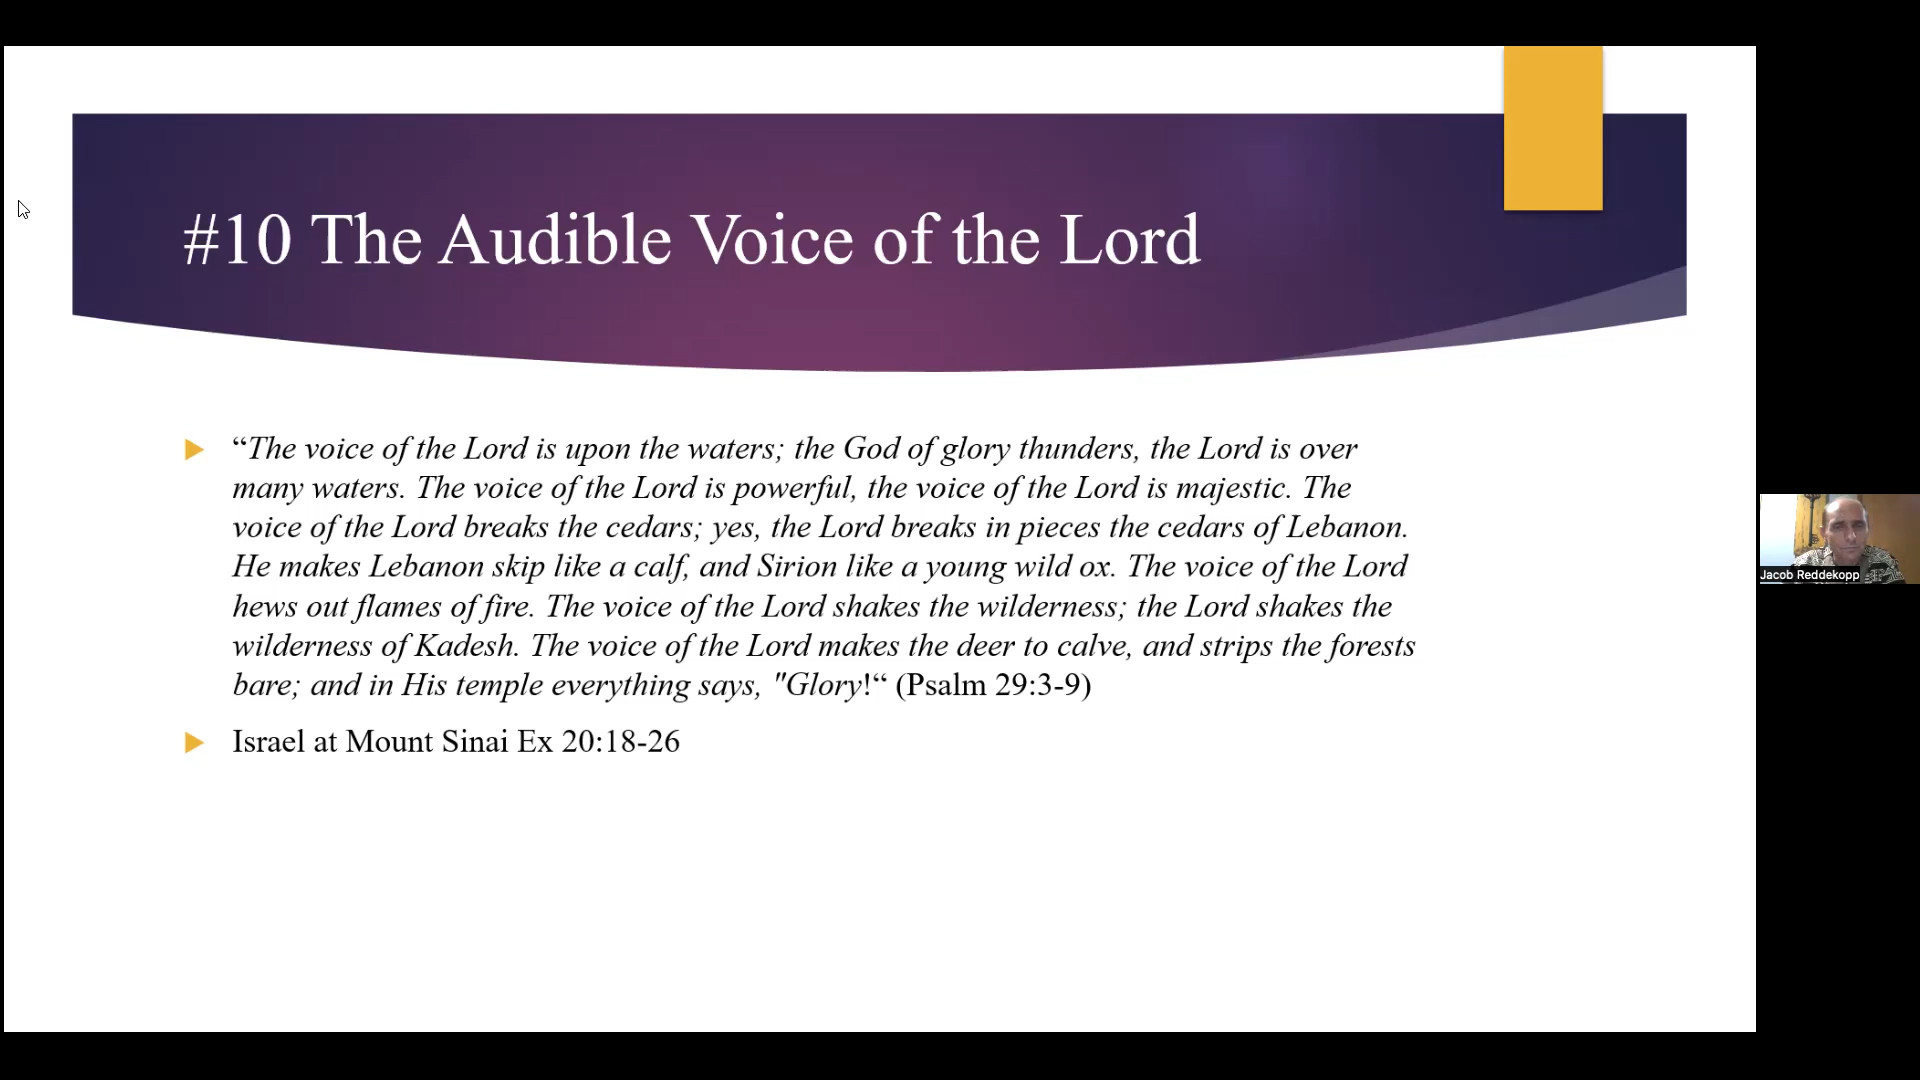 #10 The Audible Voice of the Lord
“The voice of the Lord is upon the waters; the God of glory thunders, the Lord is over
many waters. The voice of the Lord is powerful, the voice of the Lord is majestic. The
voice of the Lord breaks the cedars; yes, the Lord breaks in pieces the cedars of Lebanon.
He makes Lebanon skip like a calf, and Sirion like a young wild ox. The voice of the Lord
hews out flames of fire. The voice of the Lord shakes the wilderness; the Lord shakes the
wilderness of Kadesh. The voice of the Lord makes the deer to calve, and strips the forests
bare; and in His temple everything says, "Glory!“ (Psalm 29:3-9)
Israel at Mount Sinai Ex 20:18-26
Jacob Reddekopp